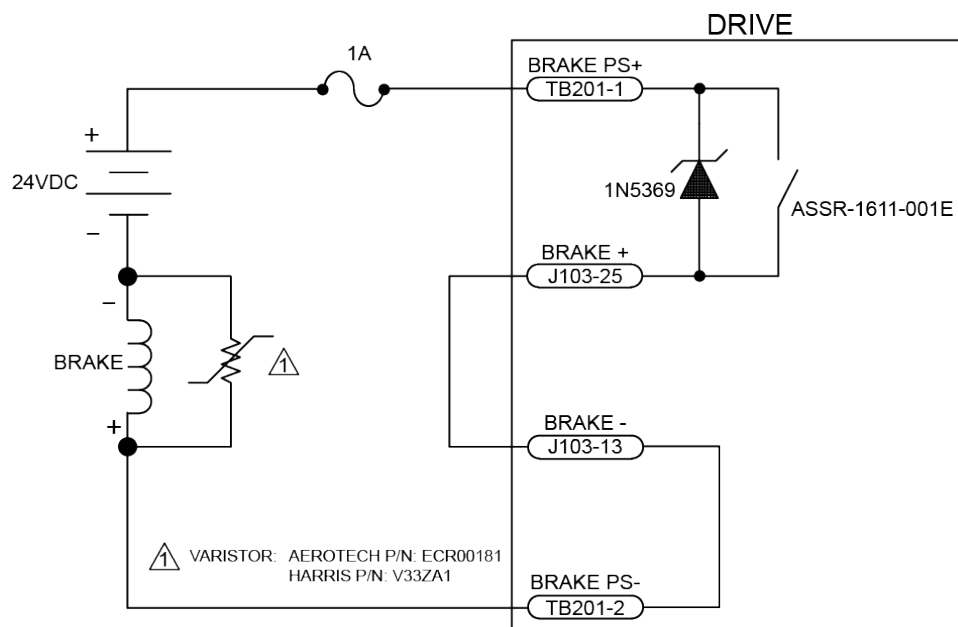 DRIVE
1A
BRAKE PS+
TB201-1
+
24VDC
−
1N5369
ASSR-1611-001E
BRAKE +
J103-25
−
BRAKE
1
+
BRAKE -
J103-13
1 VARISTOR: AEROTECH P/N: ECR00181
HARRIS P/N: V33ZA1
BRAKE PS-
TB201-2